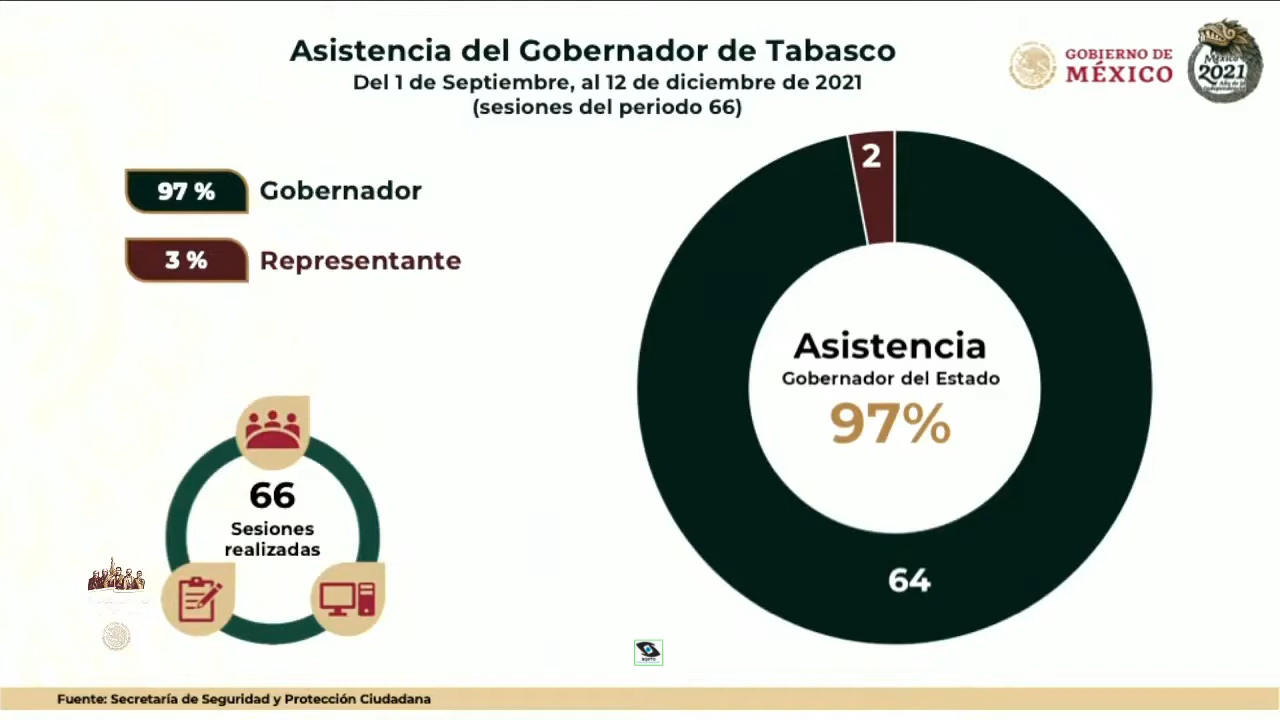 Asistencia del Gobernador de Tabasco
Del 1 de Septiembre, al 12 de diciembre de 2021
(sesiones del periodo 66)
GOBIERNO DE
MÉXICO
México
2021
97 %
Gobernador
3 %
Representante
2
Asistencia
Gobernador del Estado
97%
64
66
Sesiones
realizadas
Fuente: Secretaría de Seguridad y Protección Ciudadana